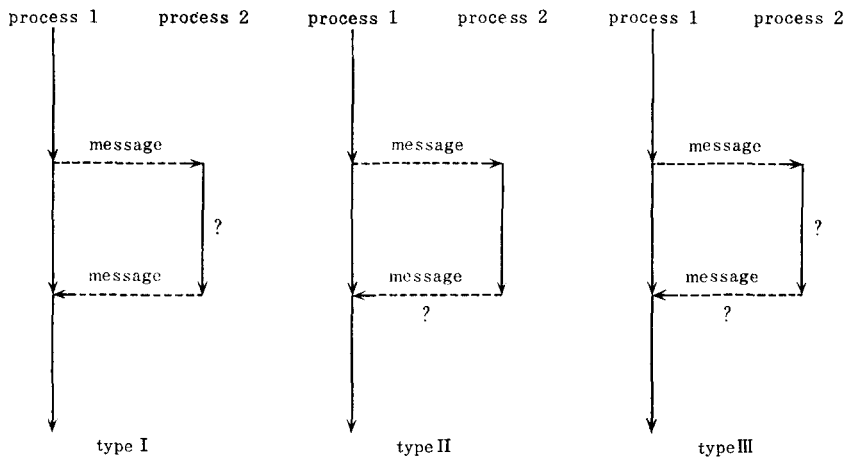 process 1 process 2 process 1 process 2 process 1 process 2
message message message
? ?
message message message
? ?
type I type II type III